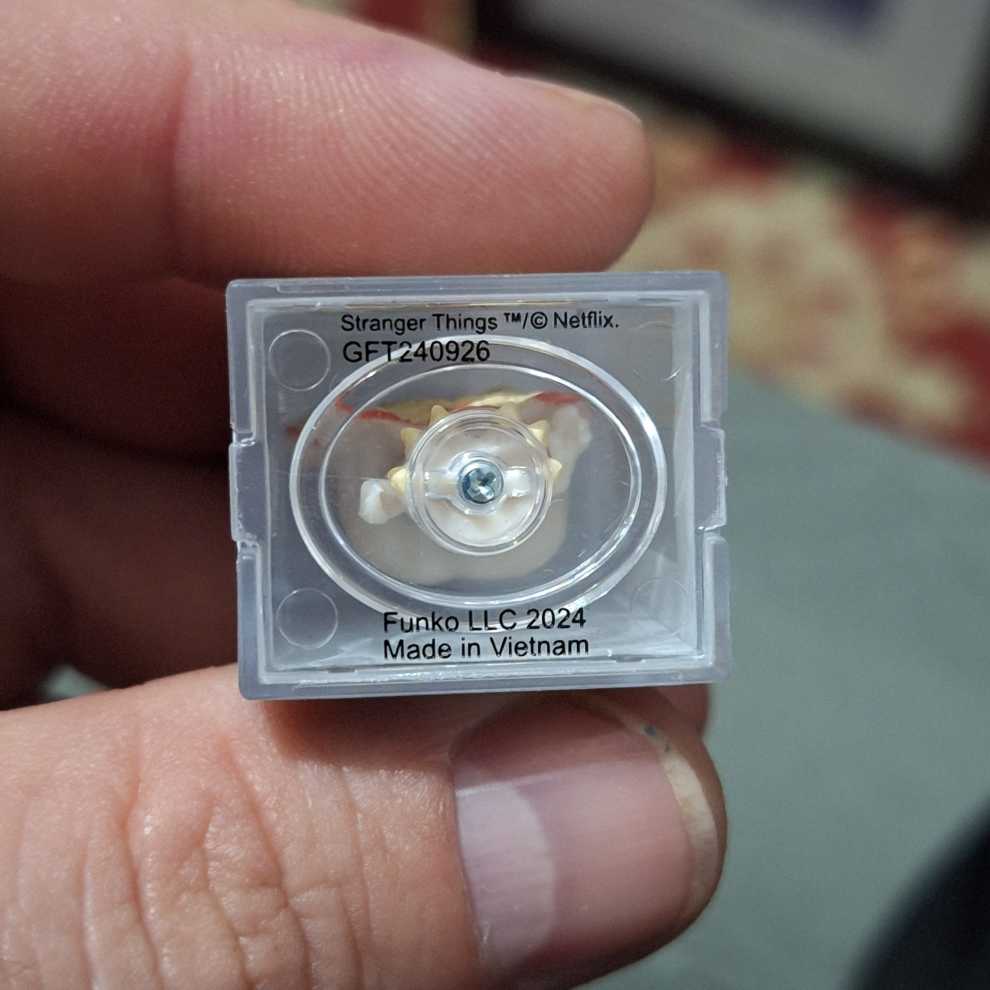 Stranger Things ™/© Netflix.
GFT240926
Funko LLC 2024
Made in Vietnam